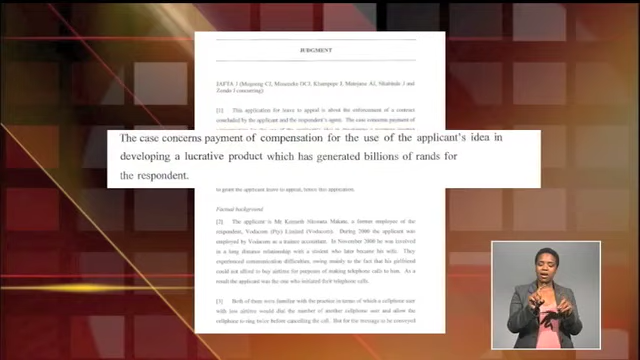 JUDGMENT
JAFTA J (Mogoeng CJ, Moseneke DCJ, Khampepe J, Matojane AJ, Nkabinde J and
Zondo J concurring)
[1] This application for leave to appeal is about the enforcement of a contract
concluded by the applicant and the respondent's agent. The case concerns payment of
The case concerns payment of compensation for the use of the applicant's idea in
developing a lucrative product which has generated billions of rands for
the respondent.
to grant the applicant leave to appeal, hence this application.
Factual background
[2] The applicant is Mr Kenneth Nkosana Makate, a former employee of the
respondent, Vodacom (Pty) Limited (Vodacom). During 2000 the applicant was
employed by Vodacom as a trainee accountant. In November 2000 he was involved
in a long distance relationship with a student who later became his wife. They
experienced communication difficulties, owing mainly to the fact that his girlfriend
could not afford to buy airtime for purposes of making telephone calls to him. As a
result the applicant was the one who initiated their telephone calls.
[3] Both of them were familiar with the practice in terms of which a cellphone user
with low airtime would dial the number of another cellphone user and allow the
cellphone to ring twice before cancelling the call. But for the message to be conveyed